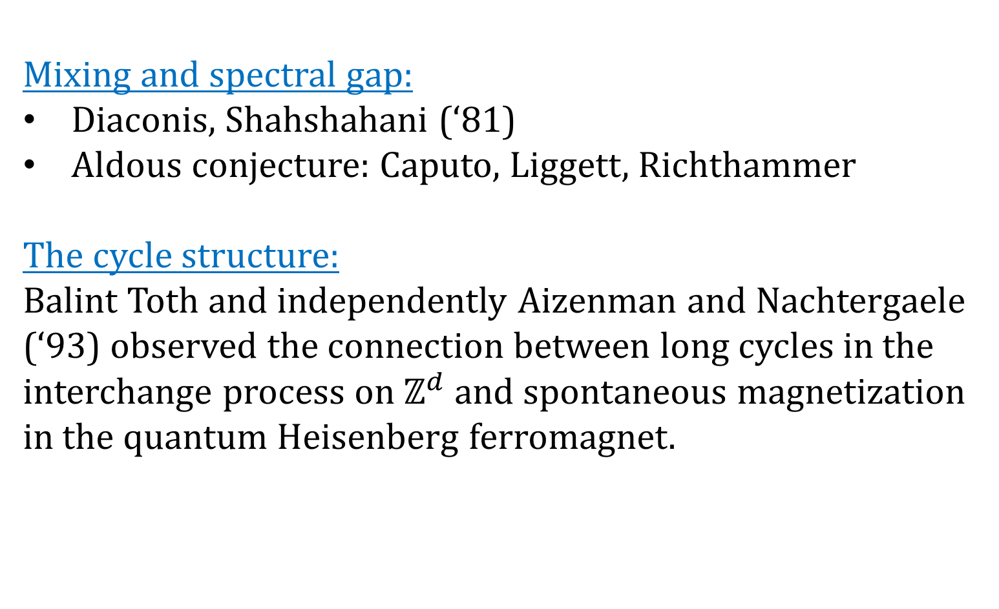 Mixing and spectral gap:
• Diaconis, Shahshahani (‘81)
• Aldous conjecture: Caputo, Liggett, Richthammer
The cycle structure:
Balint Toth and independently Aizenman and Nachtergaele
(‘93) observed the connection between long cycles in the
interchange process on ℤ^d and spontaneous magnetization
in the quantum Heisenberg ferromagnet.